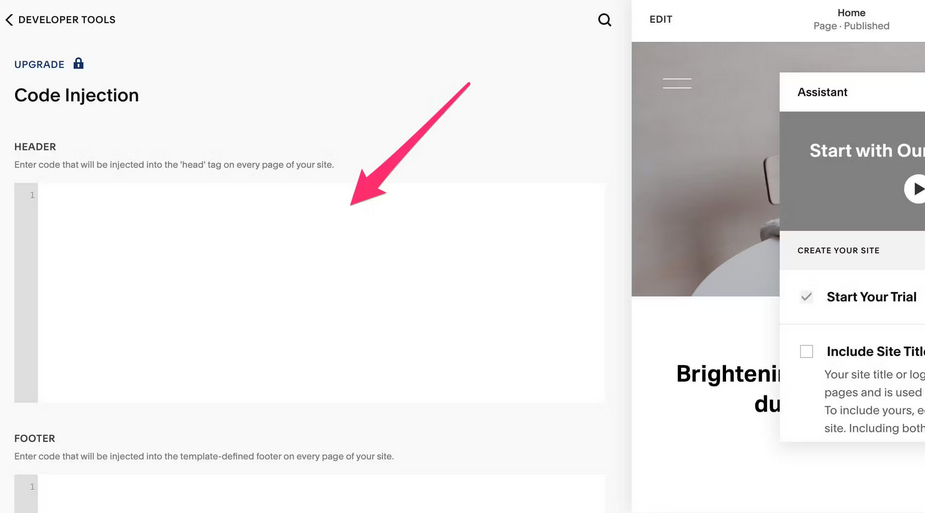 DEVELOPER TOOLS
UPGRADE
Code Injection
HEADER
Enter code that will be injected into the 'head' tag on every page of your site.
1
FOOTER
Enter code that will be injected into the template-defined footer on every page of your site.
1
EDIT
Home
Page · Published
Assistant
Start with Our
CREATE YOUR SITE
Start Your Trial
Include Site Title
Your site title or log
pages and is used
To include yours, e
site. Including both
Brightenin
du